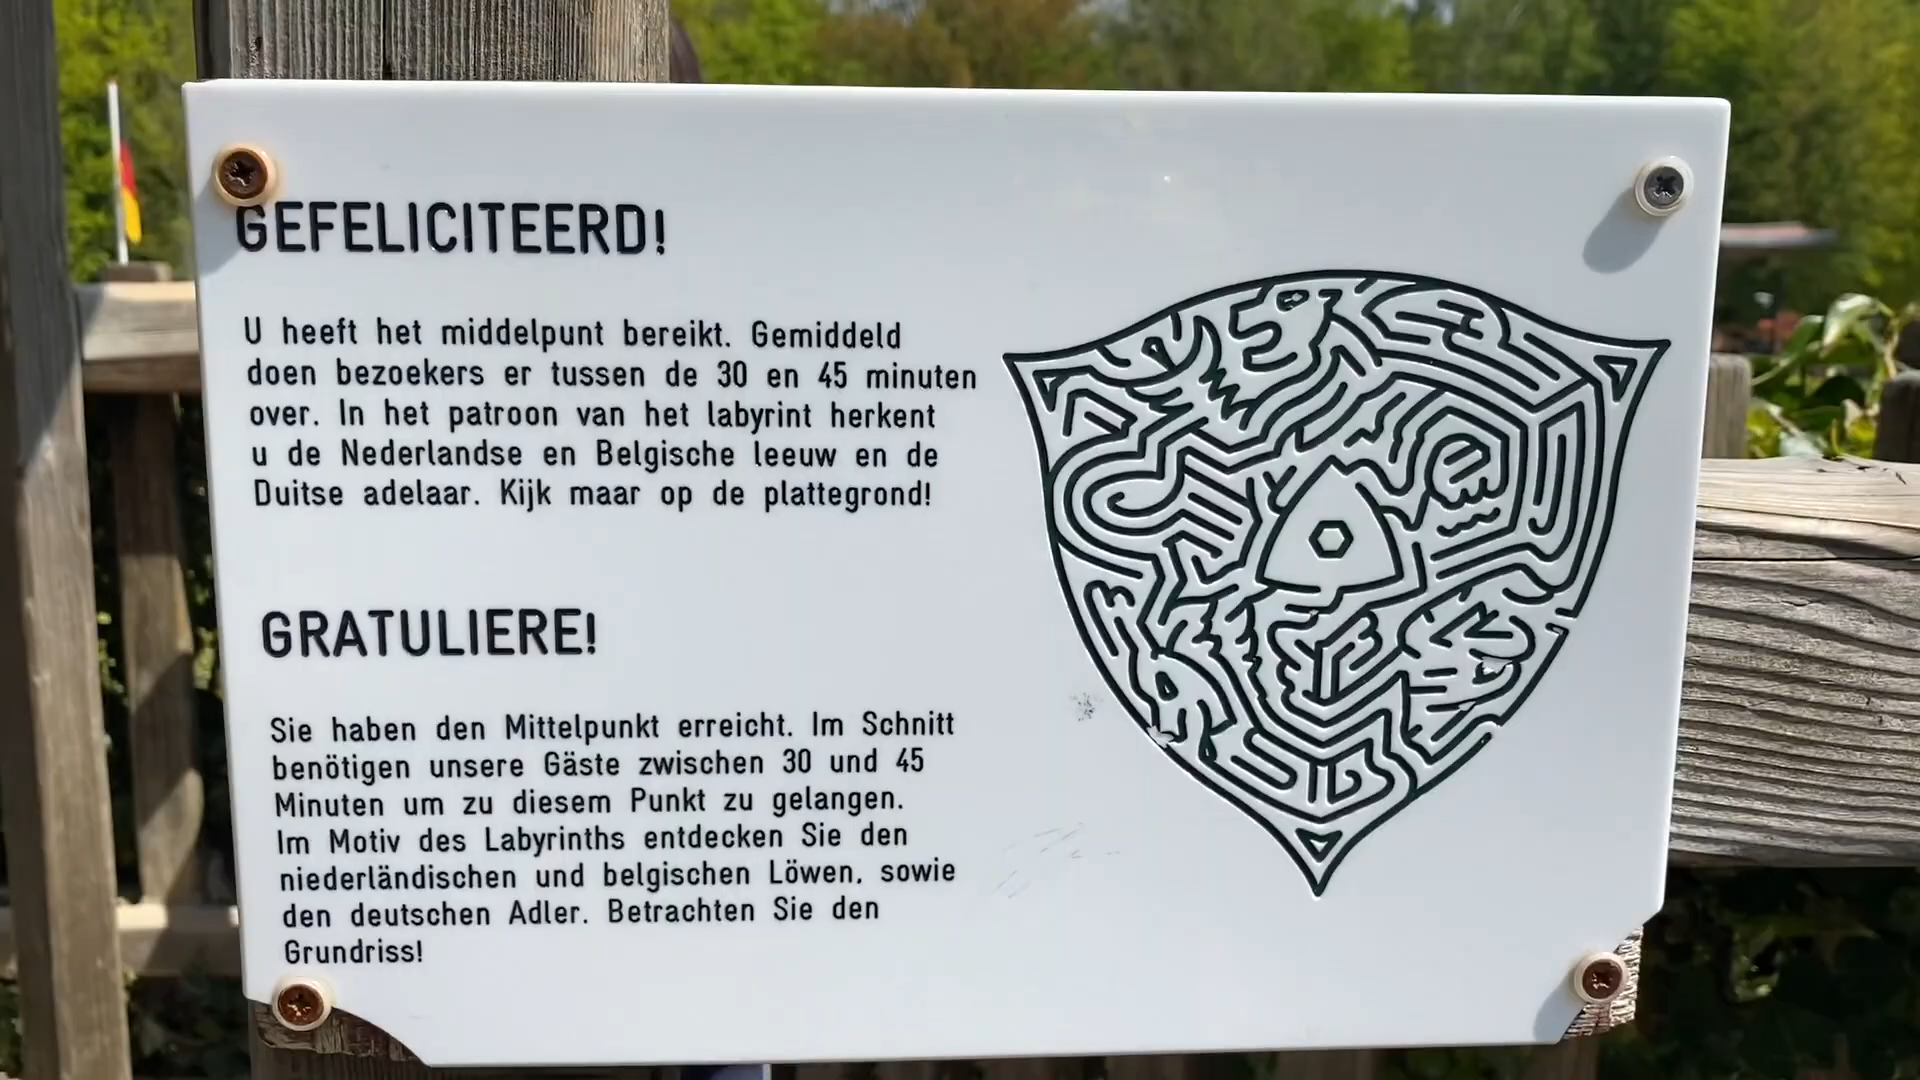 GEFELICITEERD!
U heeft het middelpunt bereikt. Gemiddeld
doen bezoekers er tussen de 30 en 45 minuten
over. In het patroon van het labyrint herkent
u de Nederlandse en Belgische leeuw en de
Duitse adelaar. Kijk maar op de plattegrond!
GRATULIERE!
Sie haben den Mittelpunkt erreicht. Im Schnitt
benötigen unsere Gäste zwischen 30 und 45
Minuten um zu diesem Punkt zu gelangen.
Im Motiv des Labyrinths entdecken Sie den
niederländischen und belgischen Löwen, sowie
den deutschen Adler. Betrachten Sie den
Grundriss!